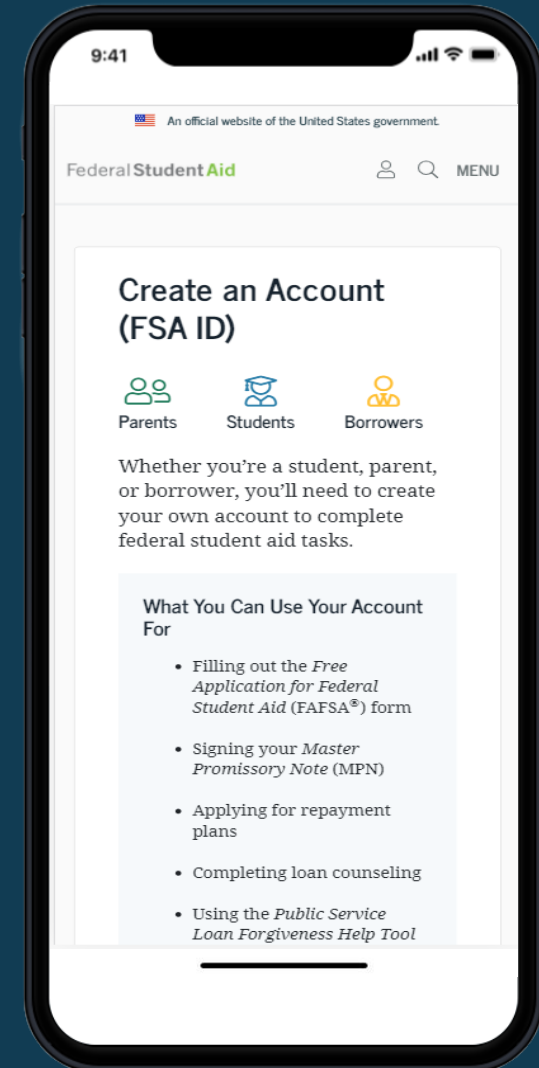 9:41
An official website of the United States government.
Federal Student Aid
MENU
Create an Account
(FSA ID)
Parents Students Borrowers
Whether you're a student, parent,
or borrower, you'll need to create
your own account to complete
federal student aid tasks.
What You Can Use Your Account
For
• Filling out the Free
Application for Federal
Student Aid (FAFSA®) form
• Signing your Master
Promissory Note (MPN)
• Applying for repayment
plans
• Completing loan counseling
• Using the Public Service
Loan Forgiveness Help Tool